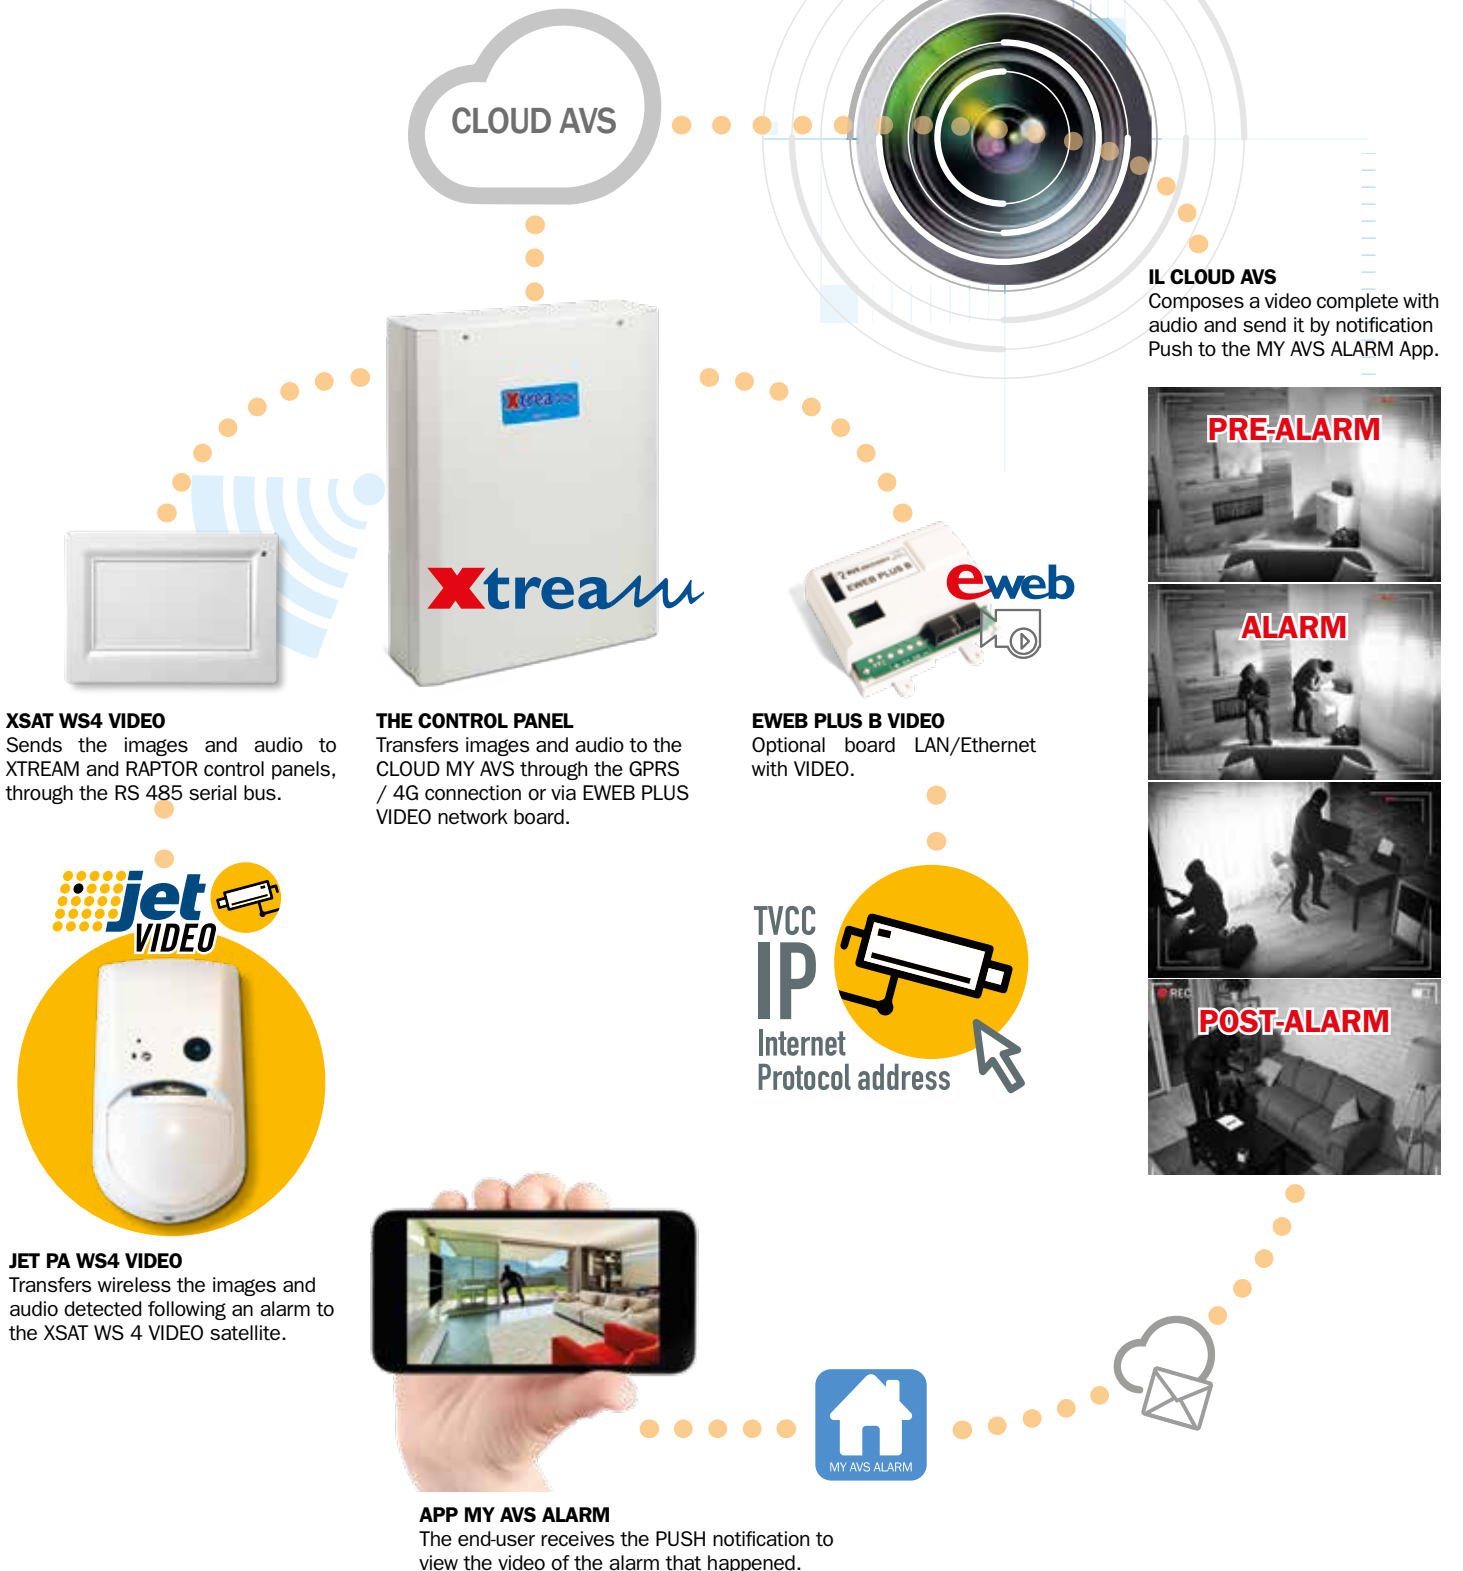 CLOUD AVS
IL CLOUD AVS
Composes a video complete with
audio and send it by notification
Push to the MY AVS ALARM App.
Xtream
PRE-ALARM
ALARM
REC
POST-ALARM
Xtream
EWEB PLUS B
eweb
XSAT WS4 VIDEO
Sends the images and audio to
XTREAM and RAPTOR control panels,
through the RS 485 serial bus.
THE CONTROL PANEL
Transfers images and audio to the
CLOUD MY AVS through the GPRS
/ 4G connection or via EWEB PLUS
VIDEO network board.
EWEB PLUS B VIDEO
Optional board LAN/Ethernet
with VIDEO.
jet
VIDEO
TVCC
IP
Internet
Protocol address
JET PA WS4 VIDEO
Transfers wireless the images and
audio detected following an alarm to
the XSAT WS 4 VIDEO satellite.
MY AVS ALARM
APP MY AVS ALARM
The end-user receives the PUSH notification to
view the video of the alarm that happened.